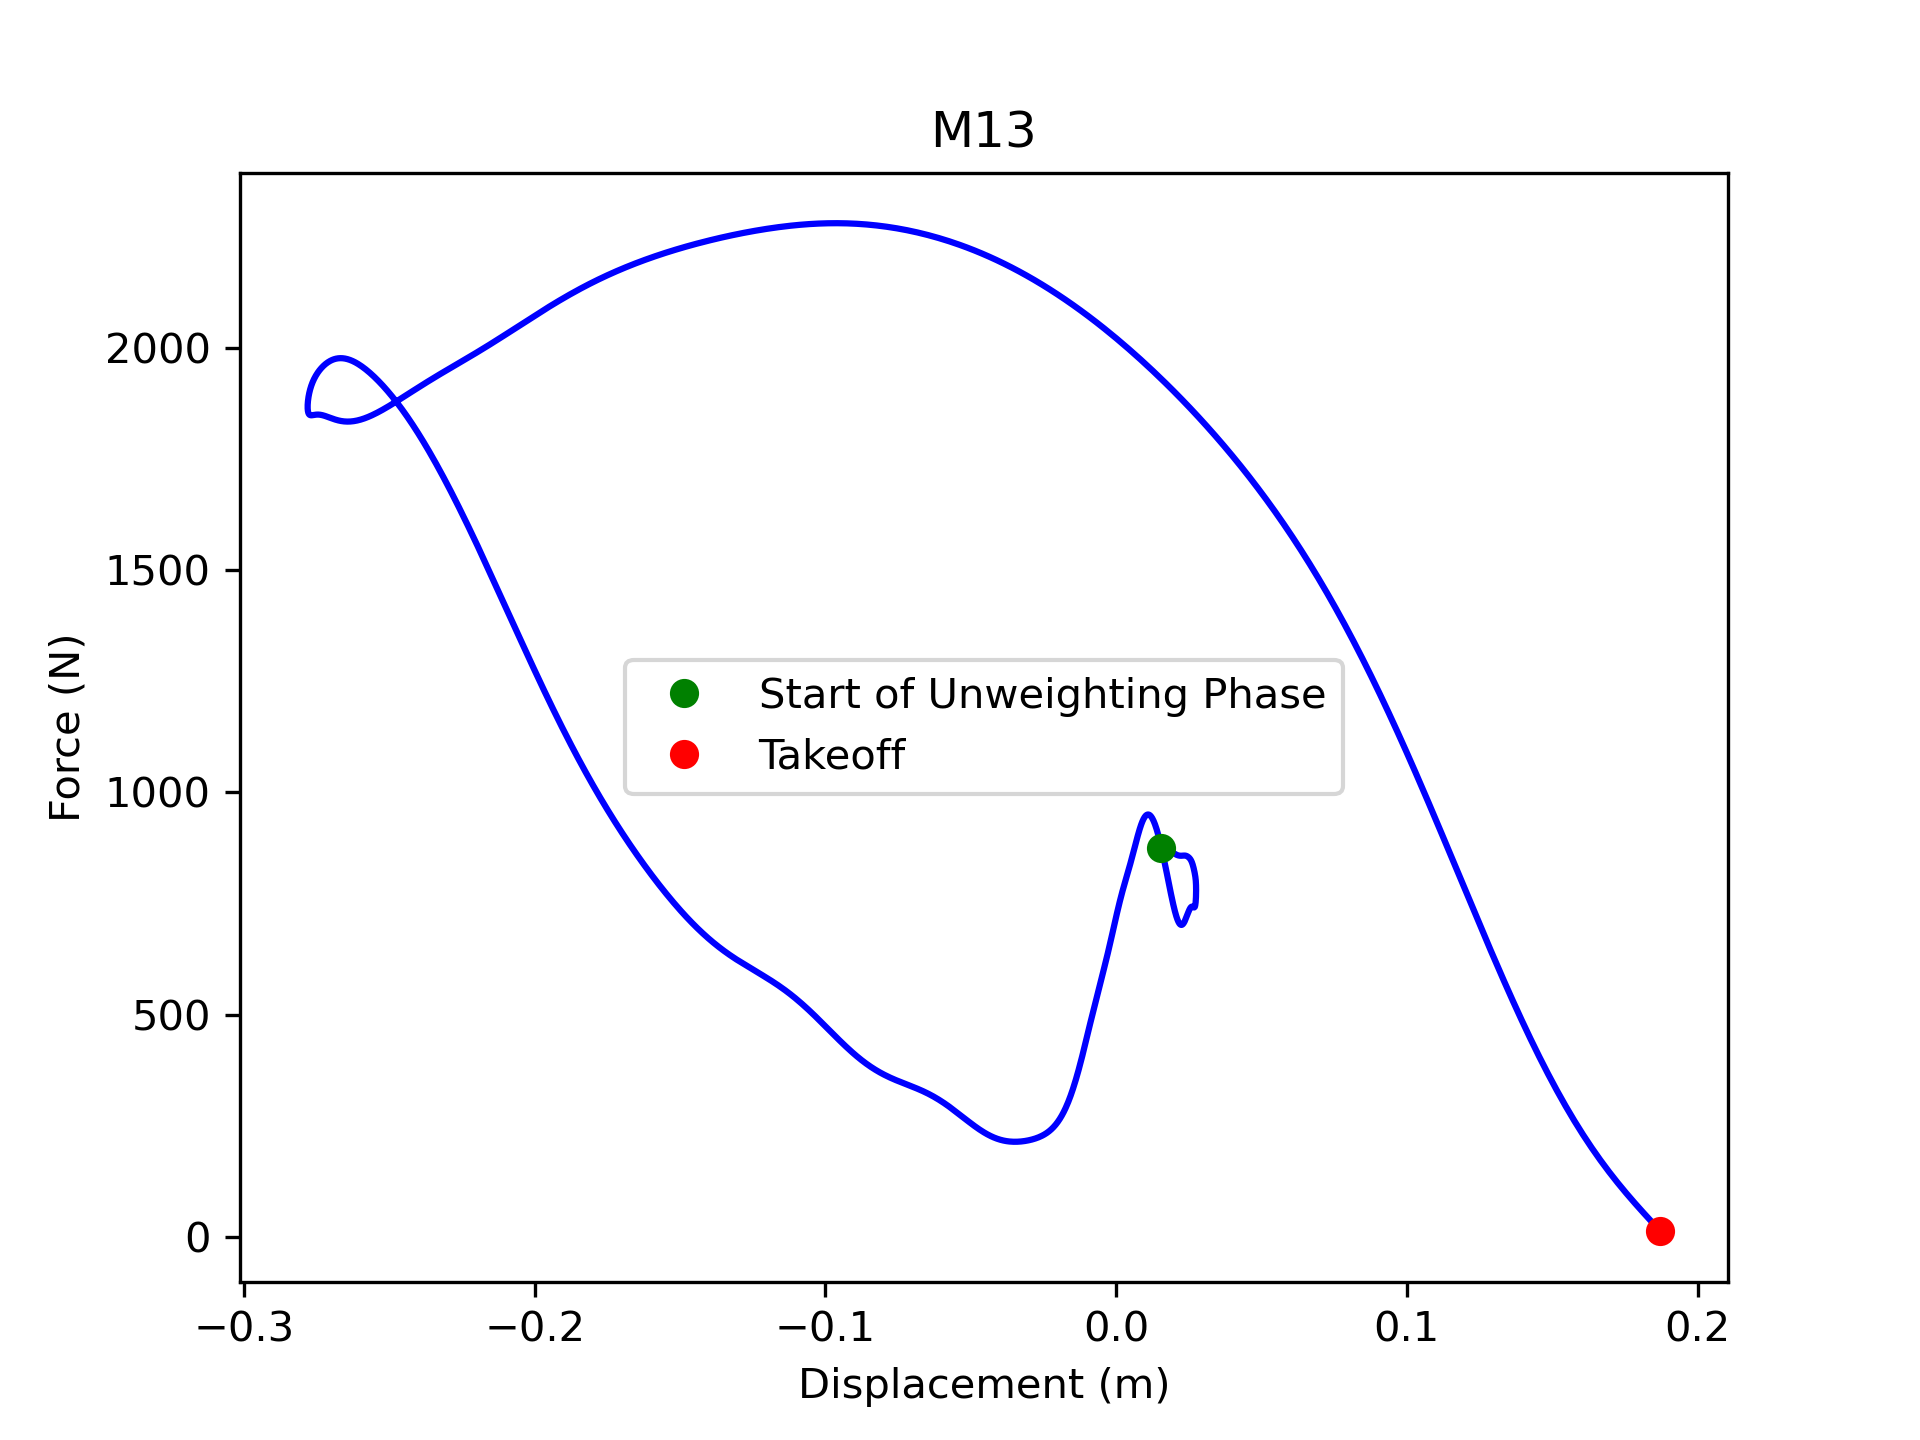 M13
Force (N)
2000
1500
1000
500
0
Start of Unweighting Phase
Takeoff
−0.3 −0.2 −0.1 0.0 0.1 0.2
Displacement (m)